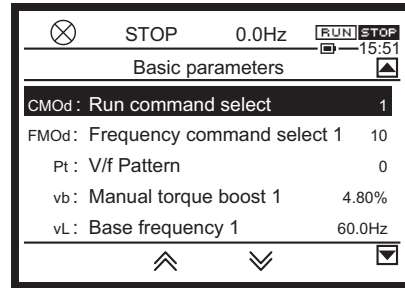 STOP 0.0Hz RUN STOP
15:51
Basic parameters
CMOd : Run command select 1
FMOd : Frequency command select 1 10
Pt : V/f Pattern 0
vb : Manual torque boost 1 4.80%
vL : Base frequency 1 60.0Hz